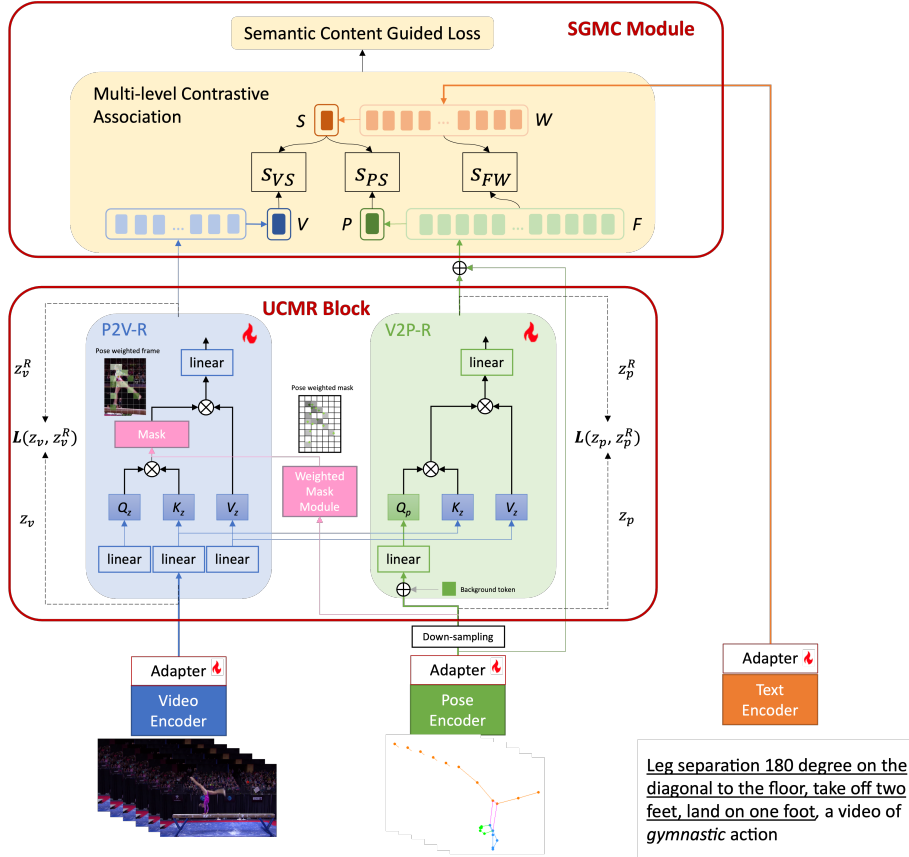 SGMC Module
Semantic Content Guided Loss
Multi-level Contrastive
Association
S
... 
W
S_VS
S_PS
S_FW
...
V
P
...
F
UCMR Block
P2V-R
V2P-R
Pose weighted frame
linear
linear
z_v^R
z_p^R
Pose weighted mask
Mask
L(z_v, z_v^R)
L(z_p, z_p^R)
Weighted
Mask
Module
Q_z
K_z
V_z
Q_p
K_z
V_z
z_v
z_p
linear
linear
linear
linear
Background token
Down-sampling
Adapter
Adapter
Adapter
Video
Encoder
Pose
Encoder
Text
Encoder
Leg separation 180 degree on the
diagonal to the floor, take off two
feet, land on one foot, a video of
gymnastic action